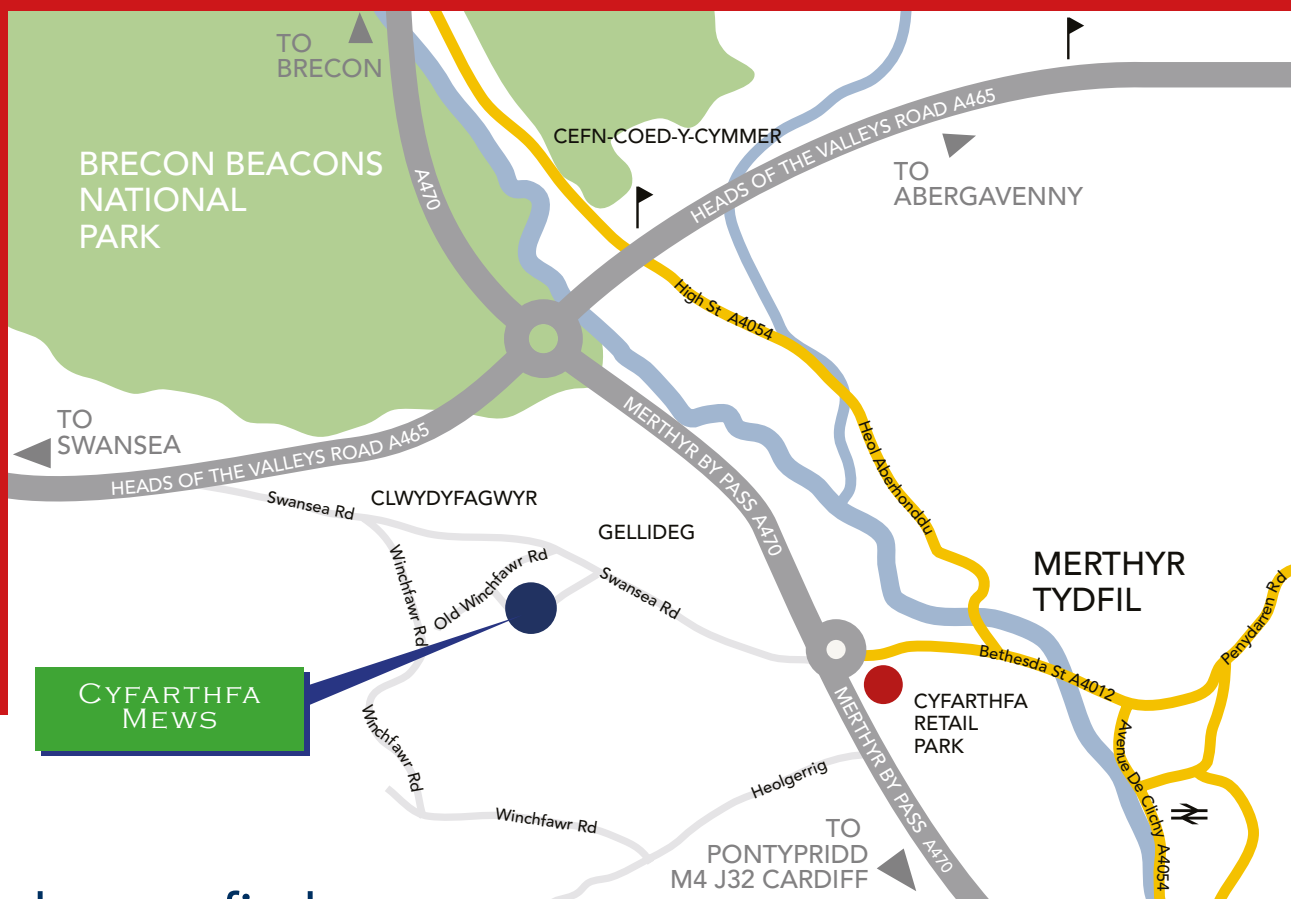 TO
BRECON
BRECON BEACONS
NATIONAL
PARK
A470
CEFN-COED-Y-CYMMER
HEADS OF THE VALLEYS ROAD A465
TO
ABERGAVENNY
High St A4054
TO
SWANSEA
HEADS OF THE VALLEYS ROAD A465
MERTHYR BY PASS A470
Heol Aberhonddu
Swansea Rd
CLWYDYFAGWYR
GELLIDEG
Winchfawr Rd
Old Winchfawr Rd
Swansea Rd
MERTHYR
TYDFIL
Penydarren Rd
Bethesda St A4012
CYFARTHFA
MEWS
CYFARTHFA
RETAIL
PARK
MERTHYR BY PASS A470
Avenue De Clichy A4054
Winchfawr Rd
Heolgerrig
Winchfawr Rd
TO
PONTYPRIDD
M4 J32 CARDIFF